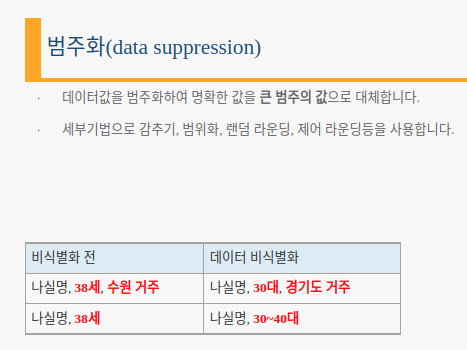 범주화(data suppression)
· 데이터값을 범주화하여 명확한 값을 큰 범주의 값으로 대체합니다.
· 세부기법으로 감추기, 범위화, 랜덤 라운딩, 제어 라운딩등을 사용합니다.
비식별화 전 데이터 비식별화
나실명, 38세, 수원 거주 나실명, 30대, 경기도 거주
나실명, 38세 나실명, 30~40대